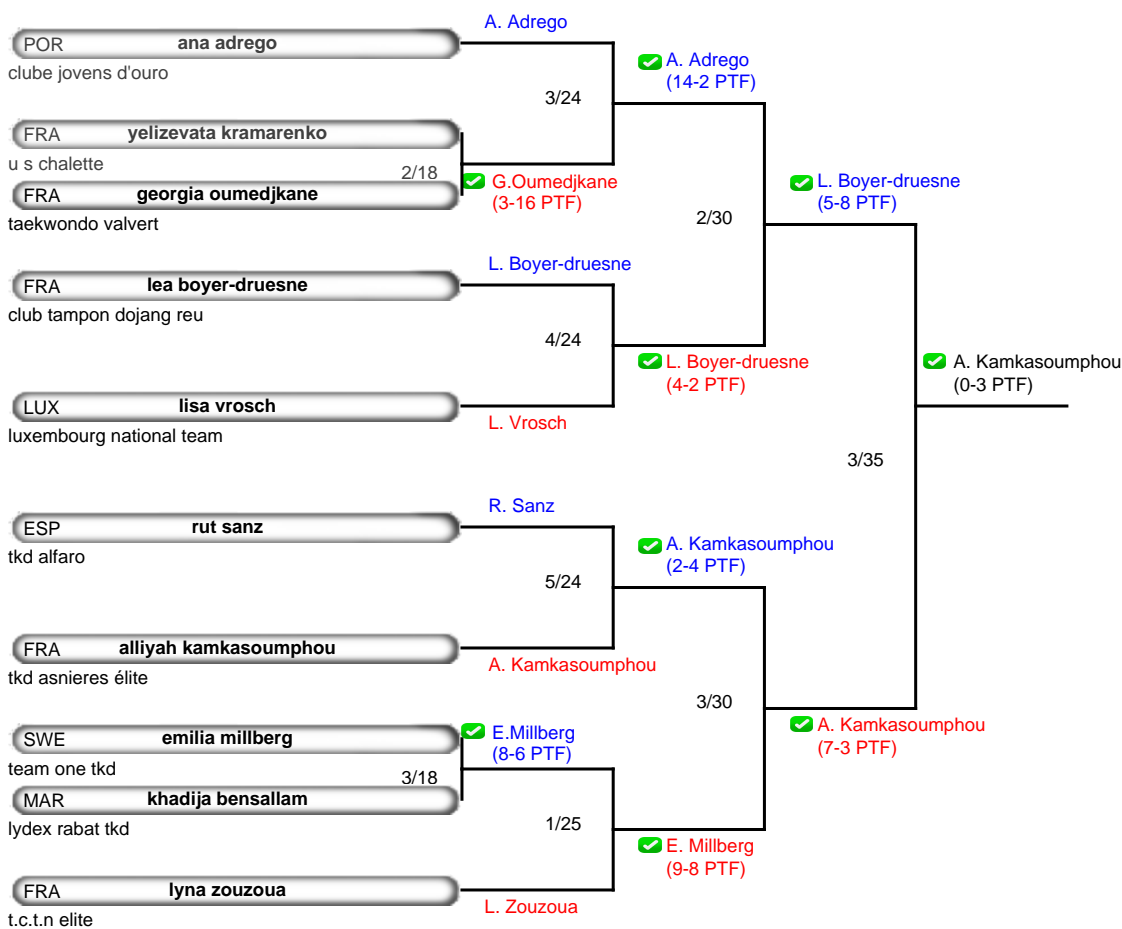 A. Adrego
POR ana adrego
clube jovens d'ouro
A. Adrego
(14-2 PTF)
3/24
FRA yelizevata kramarenko
u s chalette
2/18
G.Oumedjkane
(3-16 PTF)
FRA georgia oumedjkane
taekwondo valvert
L. Boyer-druesne
(5-8 PTF)
2/30
L. Boyer-druesne
FRA lea boyer-druesne
club tampon dojang reu
4/24
L. Boyer-druesne
(4-2 PTF)
A. Kamkasoumphou
(0-3 PTF)
LUX lisa vrosch
luxembourg national team
L. Vrosch
3/35
R. Sanz
ESP rut sanz
tkd alfaro
A. Kamkasoumphou
(2-4 PTF)
5/24
FRA alliyah kamkasoumphou
tkd asnieres élite
A. Kamkasoumphou
3/30
A. Kamkasoumphou
(7-3 PTF)
SWE emilia millberg
team one tkd
E.Millberg
(8-6 PTF)
3/18
MAR khadija bensallam
lydex rabat tkd
1/25
E. Millberg
(9-8 PTF)
FRA lyna zouzoua
t.c.t.n elite
L. Zouzoua